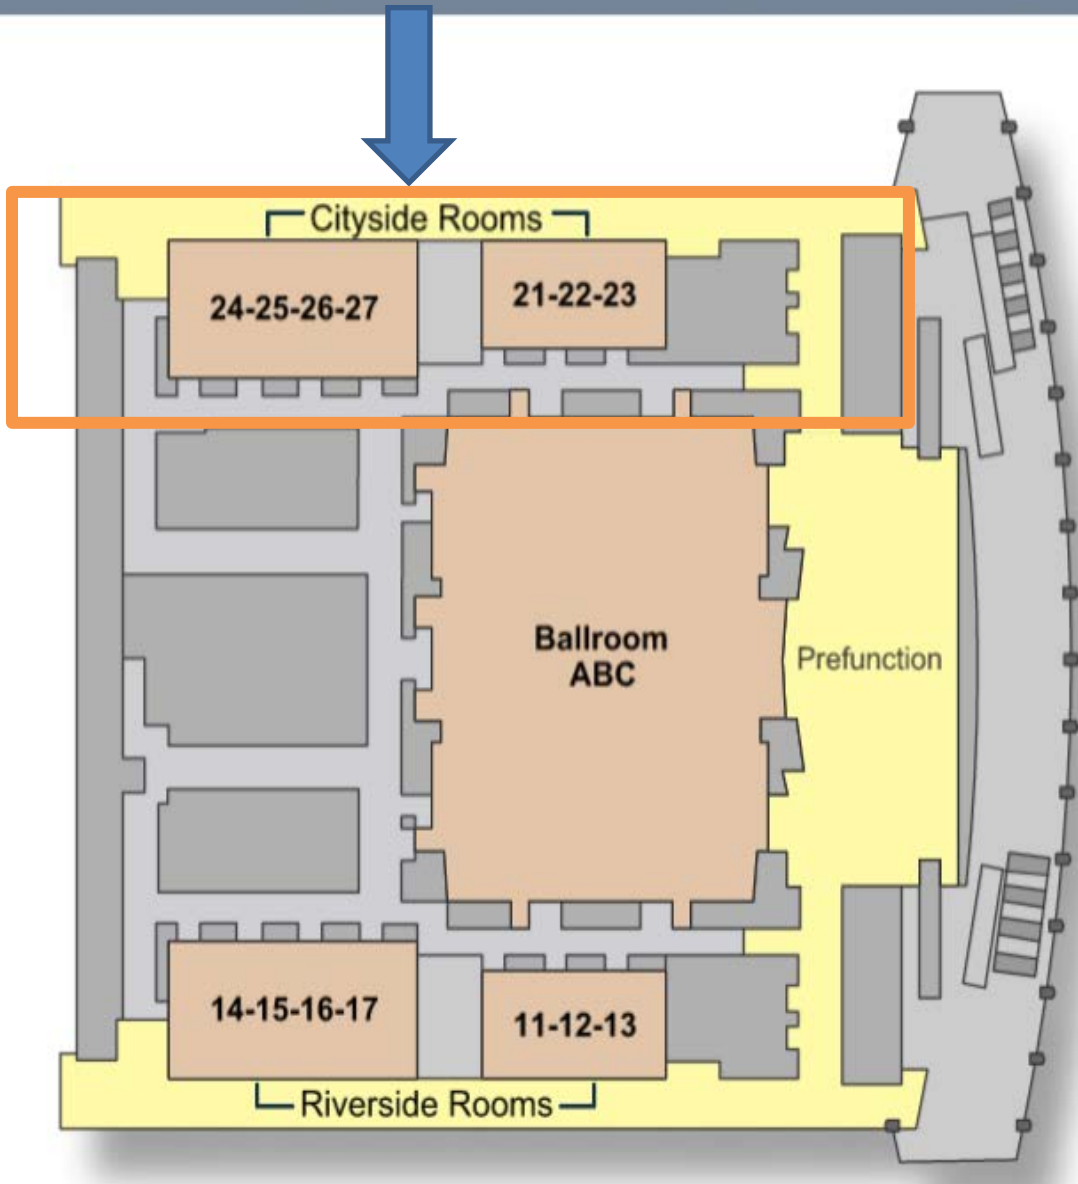 Cityside Rooms
24-25-26-27
21-22-23
Ballroom
ABC
Prefunction
14-15-16-17
11-12-13
Riverside Rooms